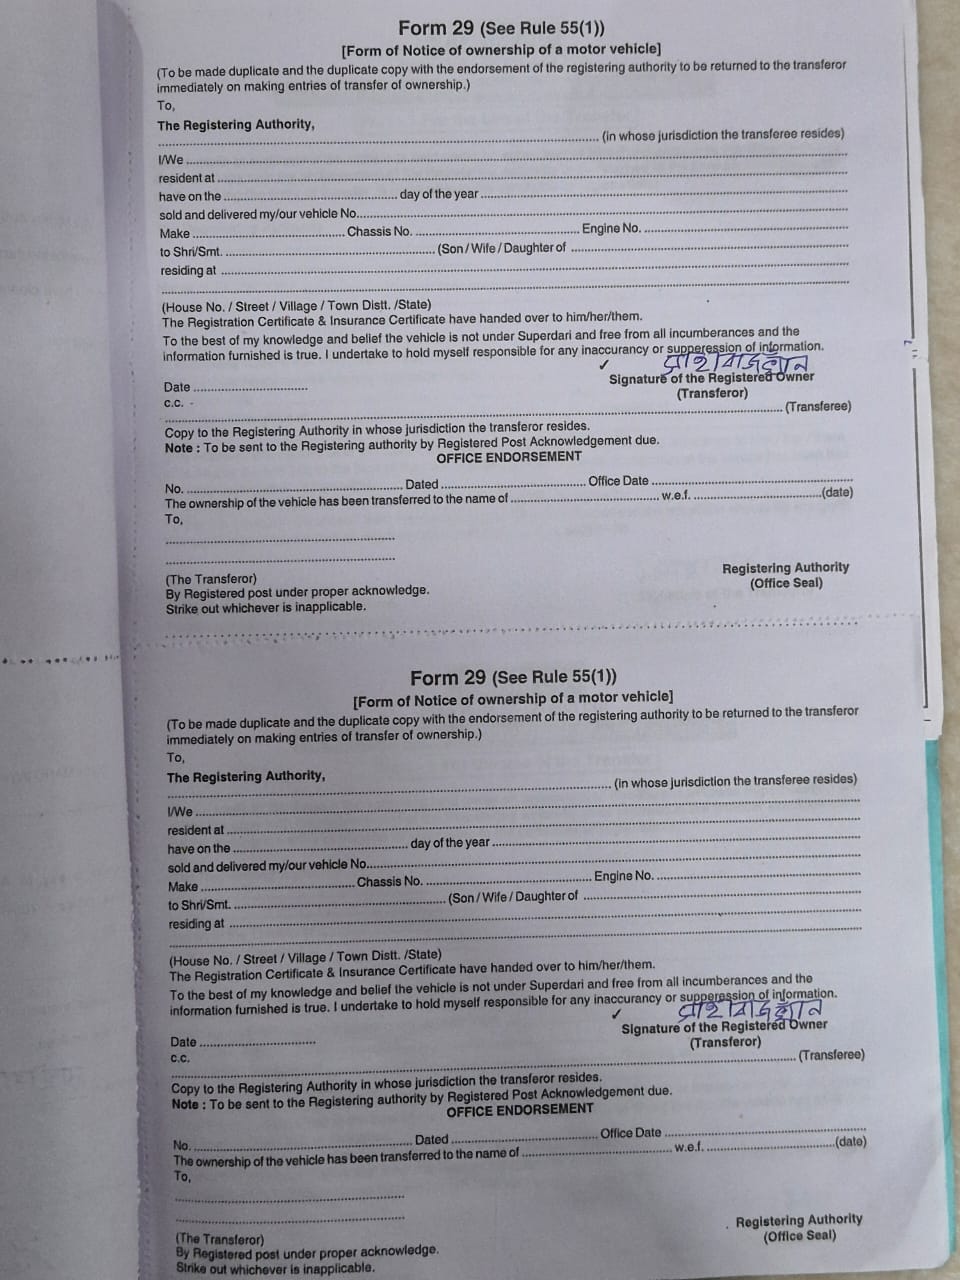 Form 29 (See Rule 55(1))
[Form of Notice of ownership of a motor vehicle]
(To be made duplicate and the duplicate copy with the endorsement of the registering authority to be returned to the transferor
immediately on making entries of transfer of ownership.)
To,
The Registering Authority,
.................... (in whose jurisdiction the transferee resides)
I/We ....................
resident at ....................
have on the .................... day of the year ....................
sold and delivered my/our vehicle No....................
Make .................... Chassis No. .................... Engine No. ....................
to Shri/Smt. .................... (Son / Wife / Daughter of ....................
residing at ....................
....................
(House No. / Street / Village / Town Distt. /State)
The Registration Certificate & Insurance Certificate have handed over to him/her/them.
To the best of my knowledge and belief the vehicle is not under Superdari and free from all incumberances and the
information furnished is true. I undertake to hold myself responsible for any inaccurancy or supperession of information.
✓
Signature of the Registered Owner
(Transferor)
Date ....................
c.c. -
.................... (Transferee)
Copy to the Registering Authority in whose jurisdiction the transferor resides.
Note : To be sent to the Registering authority by Registered Post Acknowledgement due.
OFFICE ENDORSEMENT
No. .................... Dated .................... Office Date ....................
The ownership of the vehicle has been transferred to the name of .................... w.e.f. ....................(date)
To,
....................
....................
(The Transferor)
Registering Authority
By Registered post under proper acknowledge.
(Office Seal)
Strike out whichever is inapplicable.
Form 29 (See Rule 55(1))
[Form of Notice of ownership of a motor vehicle]
(To be made duplicate and the duplicate copy with the endorsement of the registering authority to be returned to the transferor
immediately on making entries of transfer of ownership.)
To,
The Registering Authority,
.................... (in whose jurisdiction the transferee resides)
I/We ....................
resident at ....................
have on the .................... day of the year ....................
sold and delivered my/our vehicle No....................
Make .................... Chassis No. .................... Engine No. ....................
to Shri/Smt. .................... (Son / Wife / Daughter of ....................
residing at ....................
....................
(House No. / Street / Village / Town Distt. /State)
The Registration Certificate & Insurance Certificate have handed over to him/her/them.
To the best of my knowledge and belief the vehicle is not under Superdari and free from all incumberances and the
information furnished is true. I undertake to hold myself responsible for any inaccurancy or supperession of information.
✓
Signature of the Registered Owner
(Transferor)
Date ....................
c.c.
.................... (Transferee)
Copy to the Registering Authority in whose jurisdiction the transferor resides.
Note : To be sent to the Registering authority by Registered Post Acknowledgement due.
OFFICE ENDORSEMENT
No. .................... Dated .................... Office Date ....................
The ownership of the vehicle has been transferred to the name of .................... w.e.f. ....................(date)
To,
....................
....................
(The Transferor)
Registering Authority
By Registered post under proper acknowledge.
(Office Seal)
Strike out whichever is inapplicable.